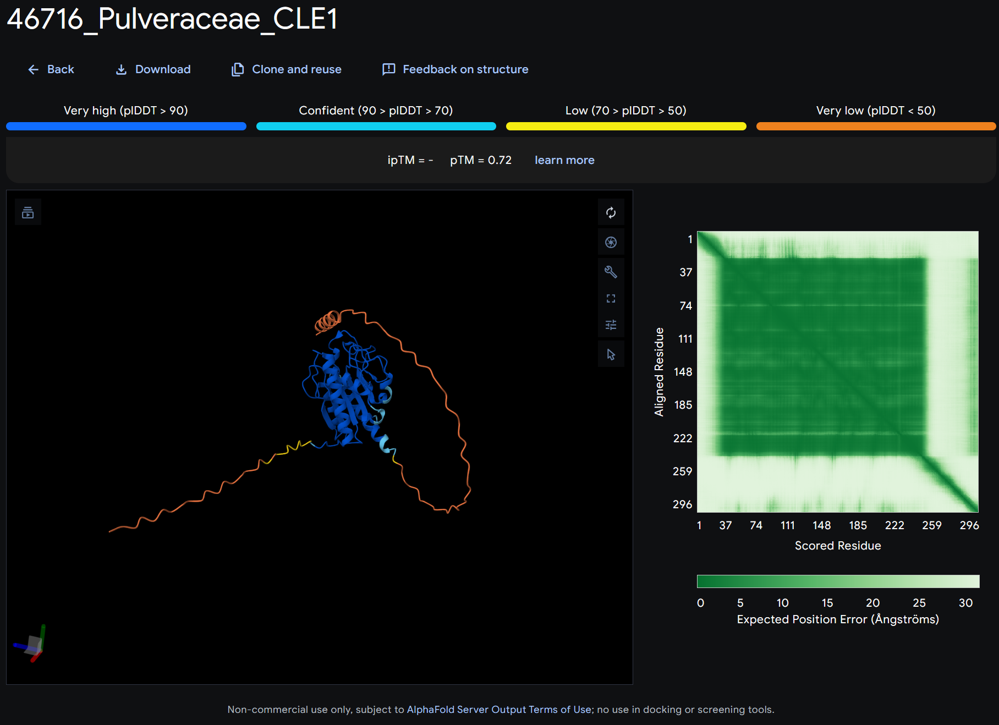 46716_Pulveraceae_CLE1
Back Download Clone and reuse Feedback on structure
Very high (plDDT > 90) Confident (90 > plDDT > 70) Low (70 > plDDT > 50) Very low (plDDT < 50)
ipTM = - pTM = 0.72 learn more
1
37
74
111
148
185
222
259
296
Aligned Residue
1 37 74 111 148 185 222 259 296
Scored Residue
0 5 10 15 20 25 30
Expected Position Error (Ångströms)
Non-commercial use only, subject to AlphaFold Server Output Terms of Use; no use in docking or screening tools.